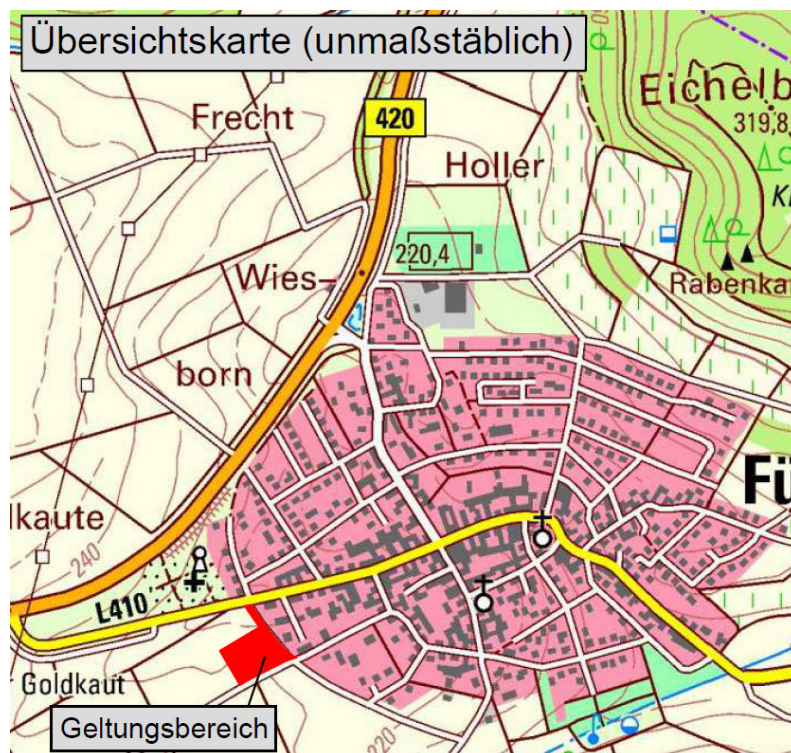 Übersichtskarte (unmaßstäblich)
Eichelb
Frecht
420
319,8
Holler
220,4
Wies-
Rabenka
born
Fü
lkaute
240
L410
Goldkaut
Geltungsbereich
220